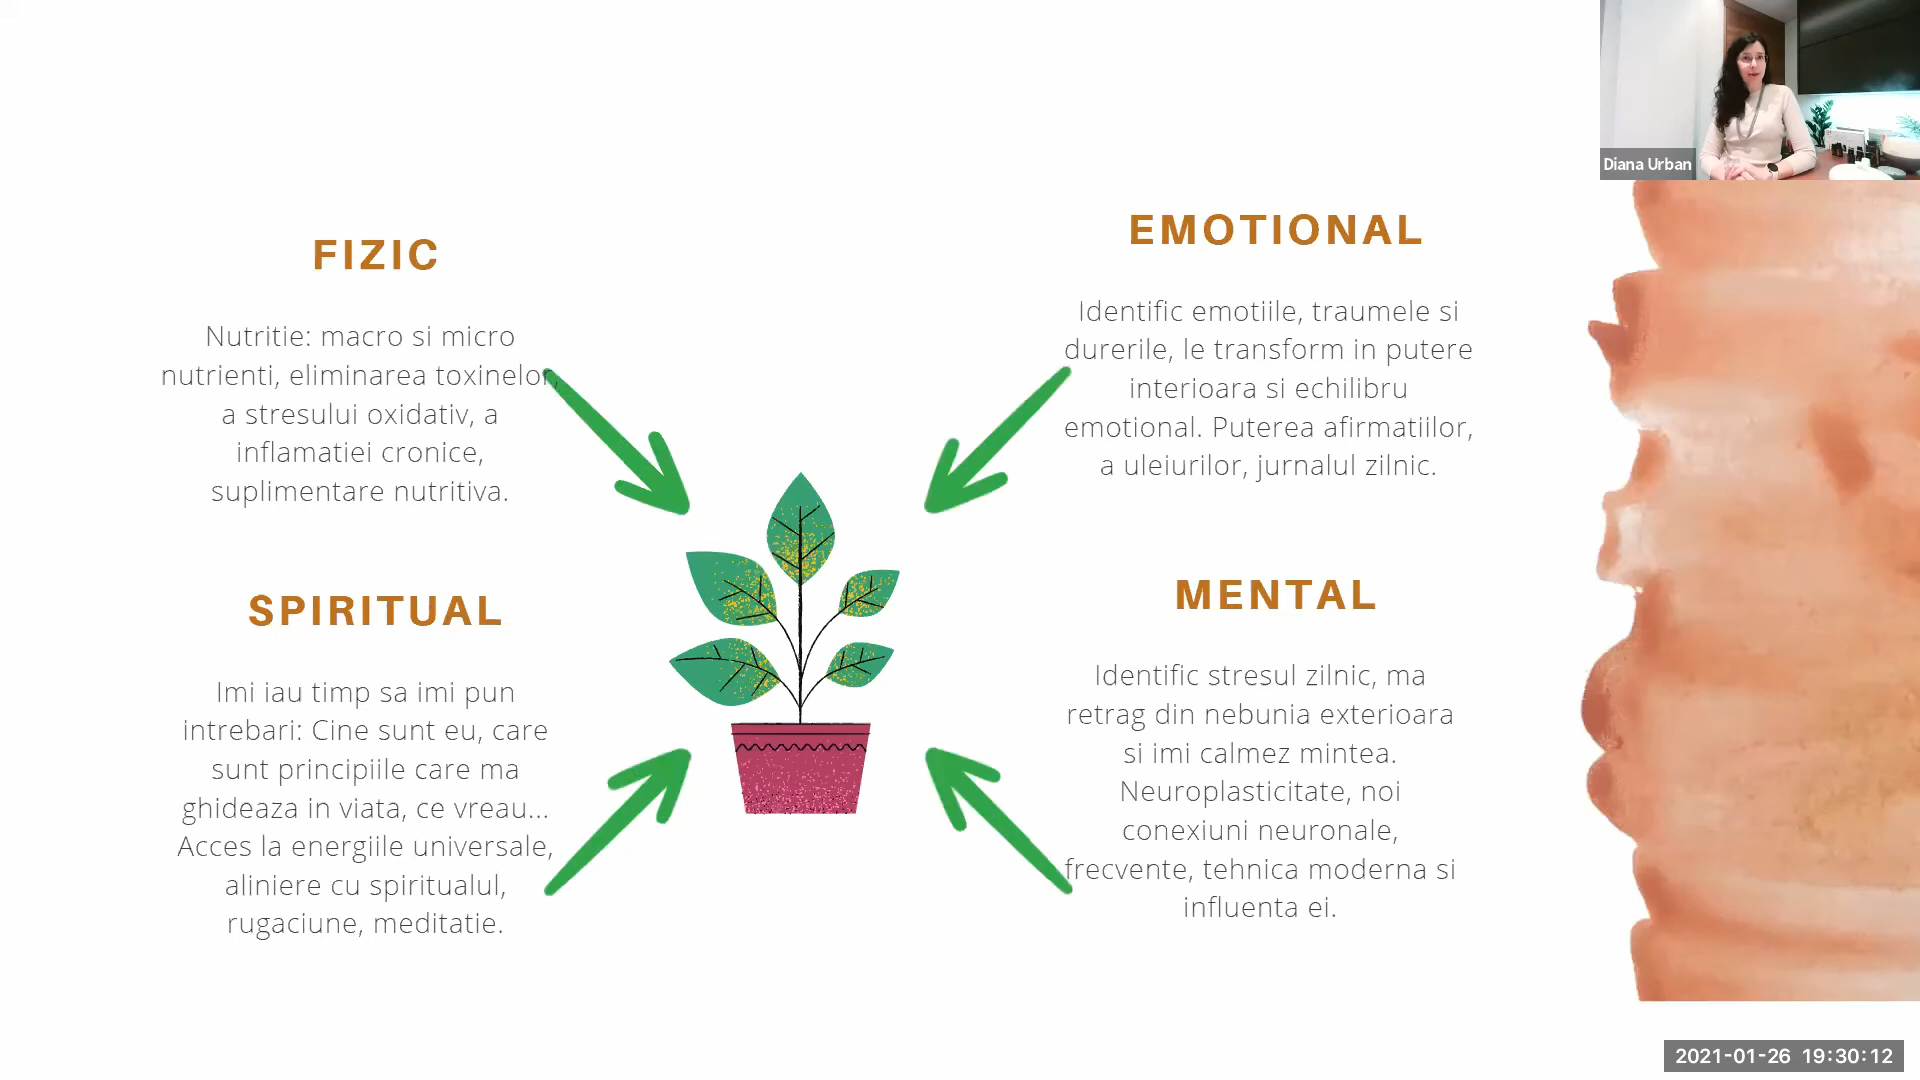 Diana Urban
FIZIC
Nutritie: macro si micro
nutrienti, eliminarea toxinelor,
a stresului oxidativ, a
inflamatiei cronice,
suplimentare nutritiva.
EMOTIONAL
Identific emotiile, traumele si
durerile, le transform in putere
interioara si echilibru
emotional. Puterea afirmatiilor,
a uleiurilor, jurnalul zilnic.
SPIRITUAL
Imi iau timp sa imi pun
intrebari: Cine sunt eu, care
sunt principiile care ma
ghideaza in viata, ce vreau...
Acces la energiile universale,
aliniere cu spiritualul,
rugaciune, meditatie.
MENTAL
Identific stresul zilnic, ma
retrag din nebunia exterioara
si imi calmez mintea.
Neuroplasticitate, noi
conexiuni neuronale,
frecvente, tehnica moderna si
influenta ei.
2021-01-26 19:30:12